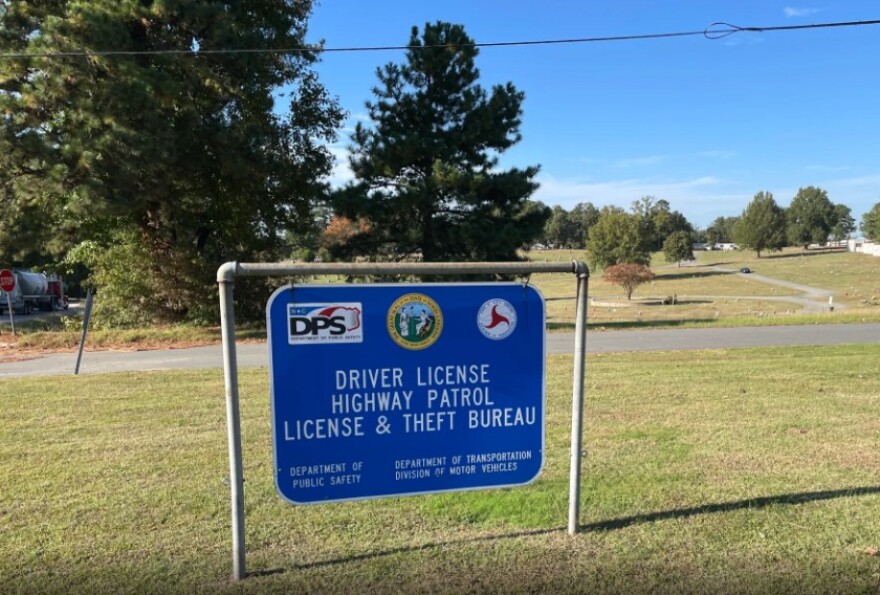 STOP
DPS
DEPARTMENT OF PUBLIC SAFETY
DRIVER LICENSE
HIGHWAY PATROL
LICENSE & THEFT BUREAU
DEPARTMENT OF
PUBLIC SAFETY
DEPARTMENT OF TRANSPORTATION
DIVISION OF MOTOR VEHICLES